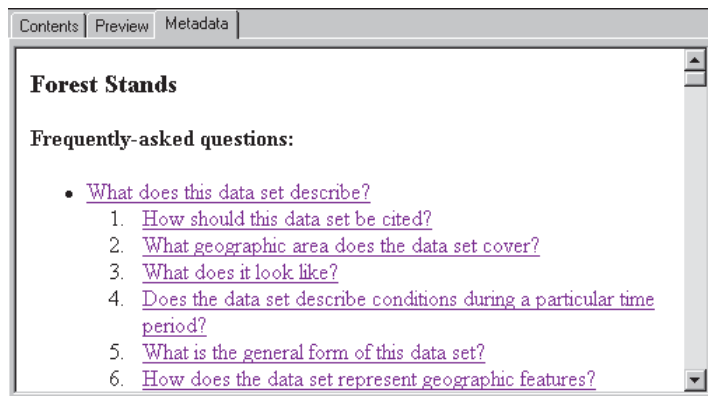 Contents Preview Metadata
Forest Stands
Frequently-asked questions:
• What does this data set describe?
1. How should this data set be cited?
2. What geographic area does the data set cover?
3. What does it look like?
4. Does the data set describe conditions during a particular time
period?
5. What is the general form of this data set?
6. How does the data set represent geographic features?